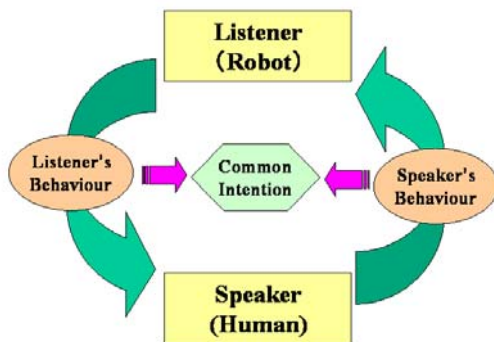 Listener
(Robot)
Listener's
Behaviour
Common
Intention
Speaker's
Behaviour
Speaker
(Human)